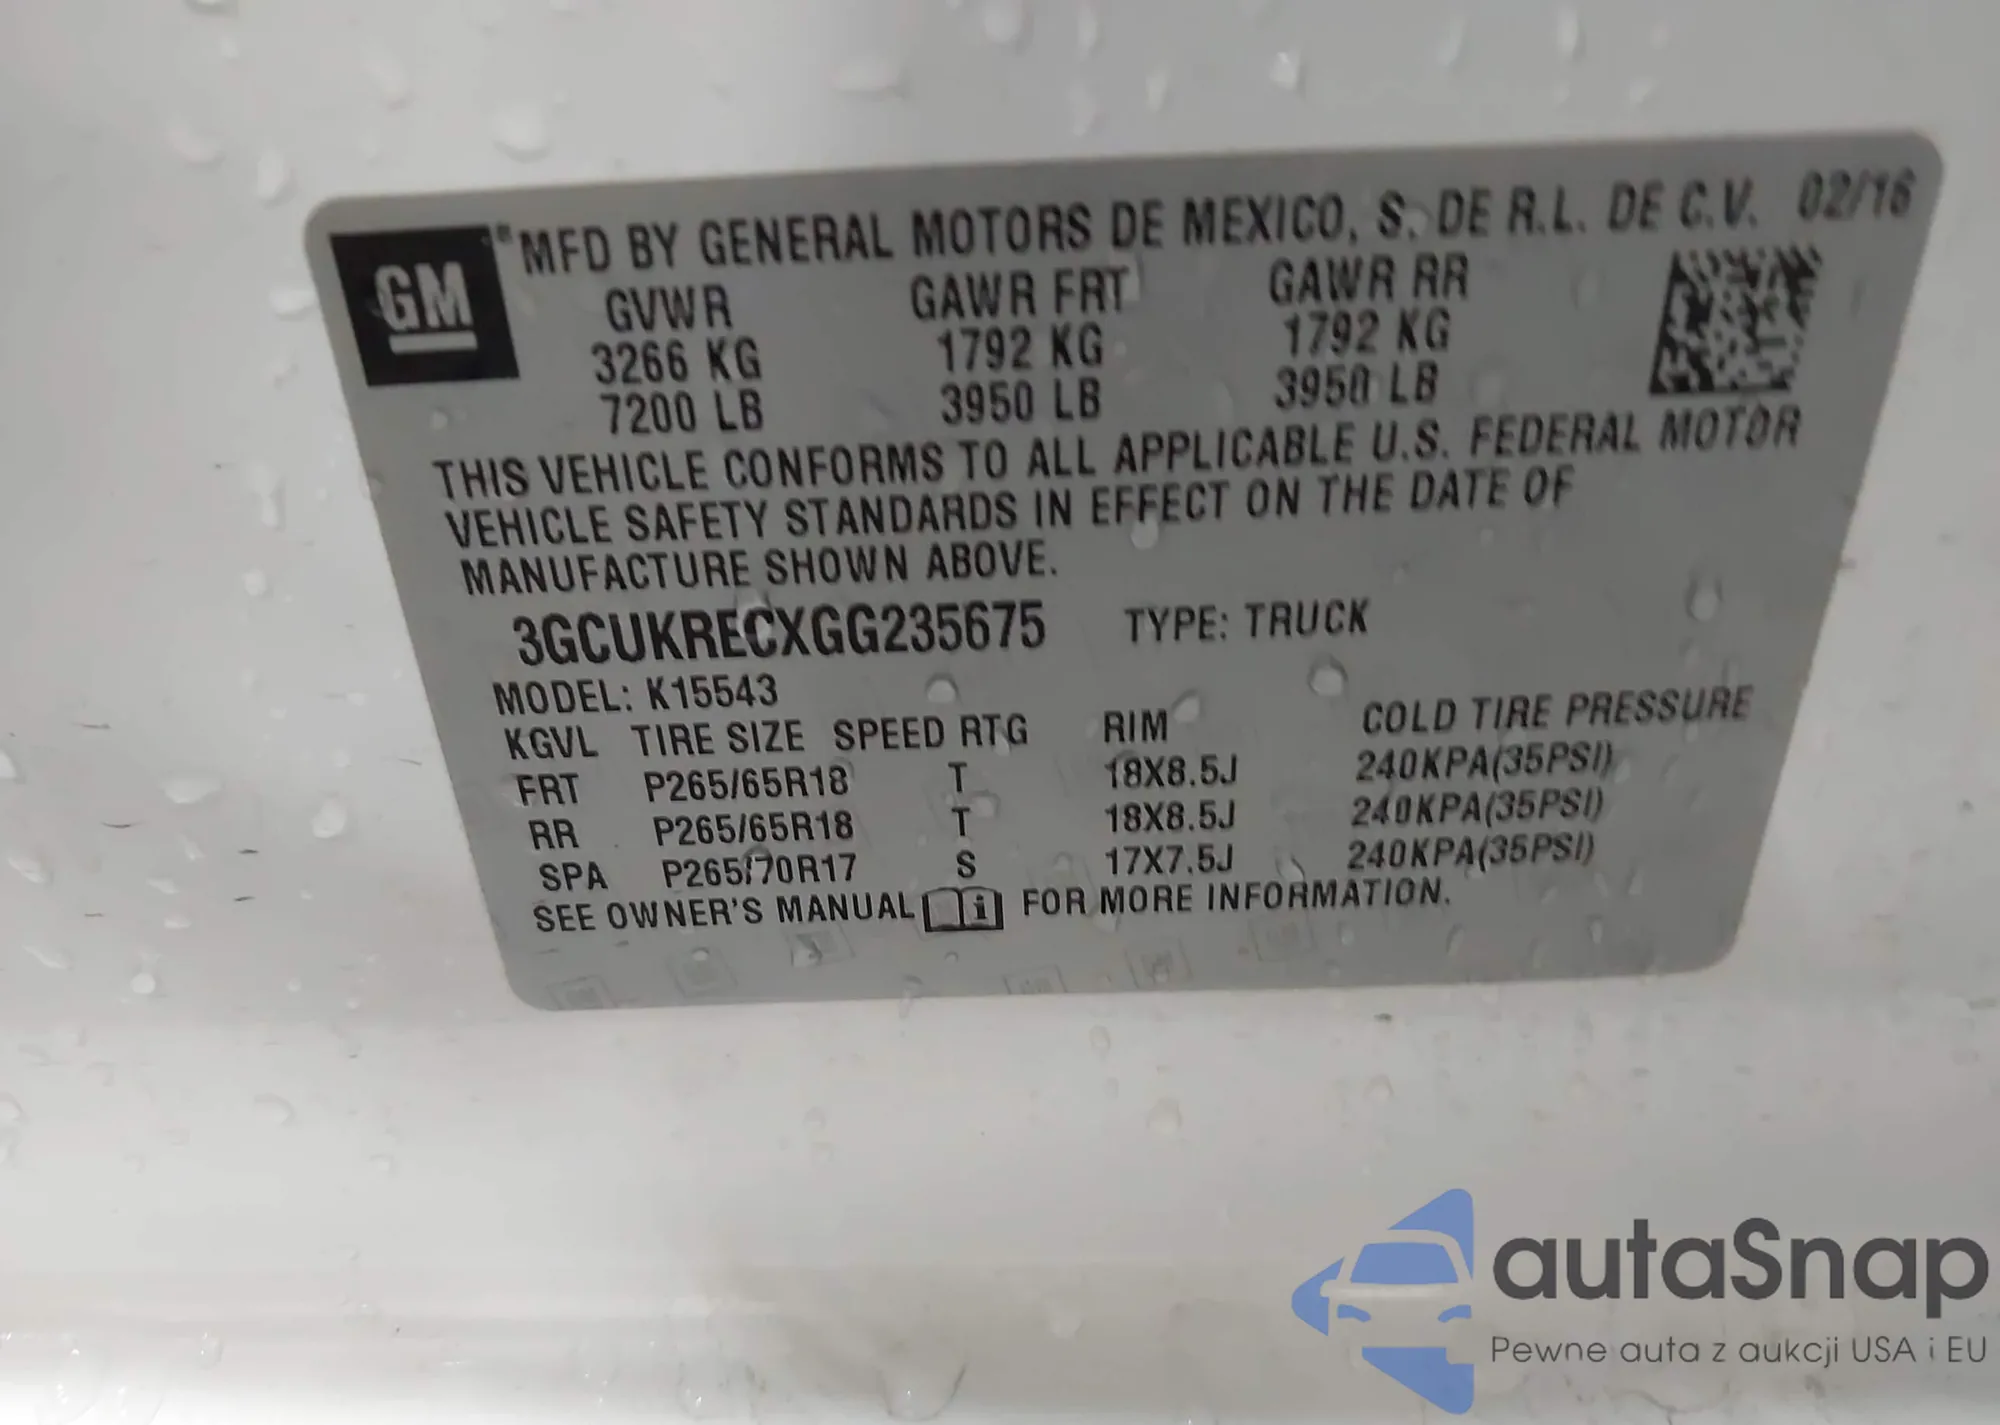 GM ® MFD BY GENERAL MOTORS DE MEXICO, S. DE R.L. DE C.V. 02/16
GVWR GAWR FRT GAWR RR
3266 KG 1792 KG 1792 KG
7200 LB 3950 LB 3950 LB
THIS VEHICLE CONFORMS TO ALL APPLICABLE U.S. FEDERAL MOTOR
VEHICLE SAFETY STANDARDS IN EFFECT ON THE DATE OF
MANUFACTURE SHOWN ABOVE.
3GCUKRECXGG235675 TYPE: TRUCK
MODEL: K15543
KGVL TIRE SIZE SPEED RTG RIM COLD TIRE PRESSURE
FRT P265/65R18 T 18X8.5J 240KPA(35PSI)
RR P265/65R18 T 18X8.5J 240KPA(35PSI)
SPA P265/70R17 S 17X7.5J 240KPA(35PSI)
SEE OWNER'S MANUAL i FOR MORE INFORMATION.
autaSnap
Pewne auta z aukcji USA i EU